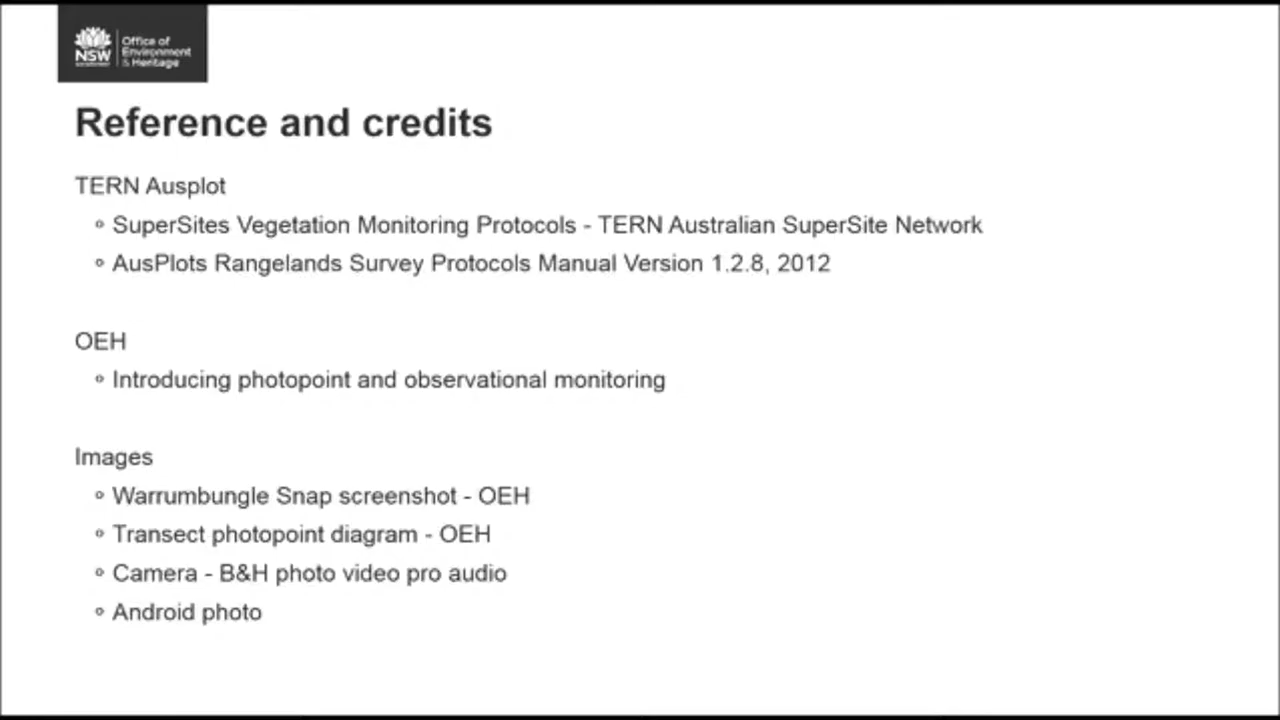 Office of
Environment
& Heritage
NSW
Reference and credits
TERN Ausplot
SuperSites Vegetation Monitoring Protocols - TERN Australian SuperSite Network
AusPlots Rangelands Survey Protocols Manual Version 1.2.8, 2012
OEH
Introducing photopoint and observational monitoring
Images
Warrumbungle Snap screenshot - OEH
Transect photopoint diagram - OEH
Camera - B&H photo video pro audio
Android photo